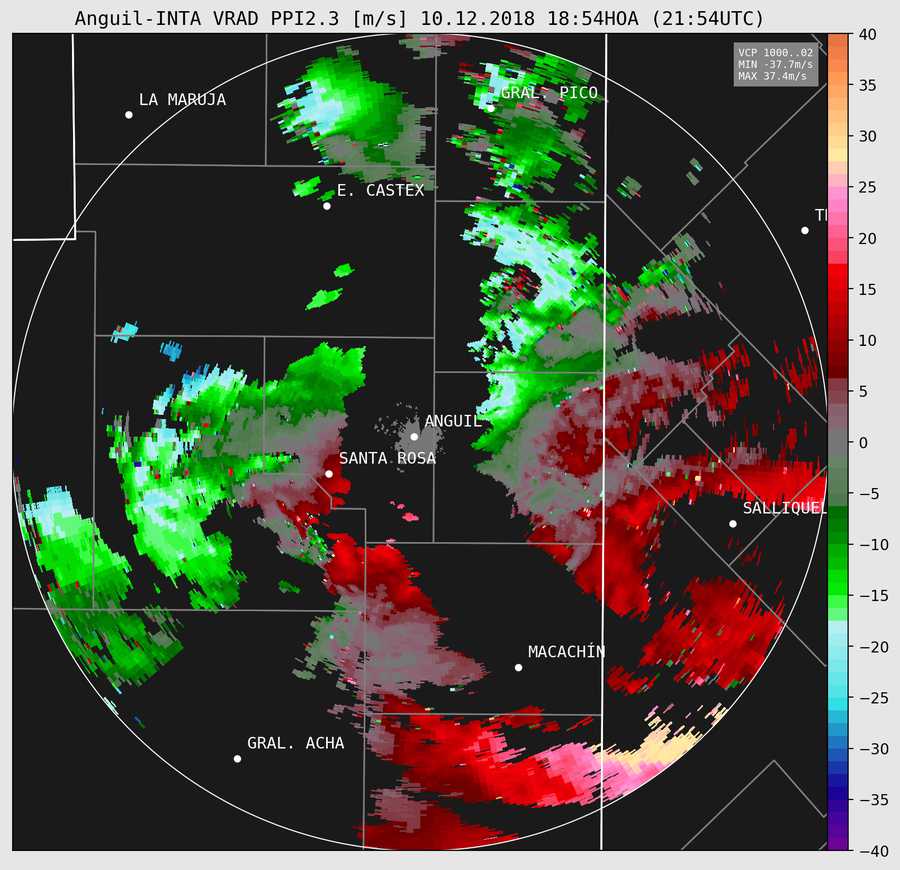 Anguil-INTA VRAD PPI2.3 [m/s] 10.12.2018 18:54HOA (21:54UTC)
VCP 1000..02
MIN -37.7m/s
MAX 37.4m/s
LA MARUJA
GRAL. PICO
E. CASTEX
ANGUIL
SANTA ROSA
SALLIQUEL
MACACHÍN
GRAL. ACHA
40
35
30
25
20
15
10
5
0
−5
−10
−15
−20
−25
−30
−35
−40